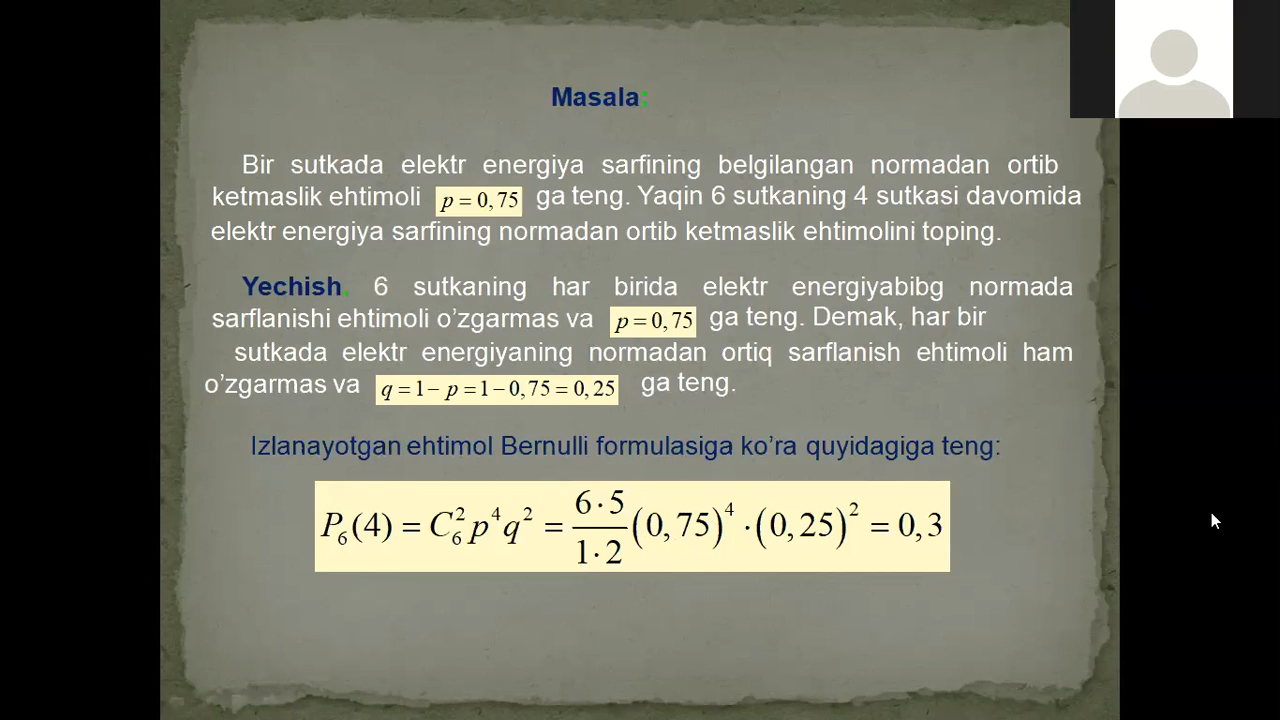 Masala:
Bir sutkada elektr energiya sarfining belgilangan normadan ortib
ketmaslik ehtimoli p = 0,75 ga teng. Yaqin 6 sutkaning 4 sutkasi davomida
elektr energiya sarfining normadan ortib ketmaslik ehtimolini toping.
Yechish. 6 sutkaning har birida elektr energiyabibg normada
sarflanishi ehtimoli o’zgarmas va p = 0,75 ga teng. Demak, har bir
sutkada elektr energiyaning normadan ortiq sarflanish ehtimoli ham
o’zgarmas va q = 1 − p = 1 − 0,75 = 0,25 ga teng.
Izlanayotgan ehtimol Bernulli formulasiga ko’ra quyidagiga teng:
P₆(4) = C₆² p⁴ q² = (6·5)/(1·2) (0,75)⁴ · (0,25)² = 0,3